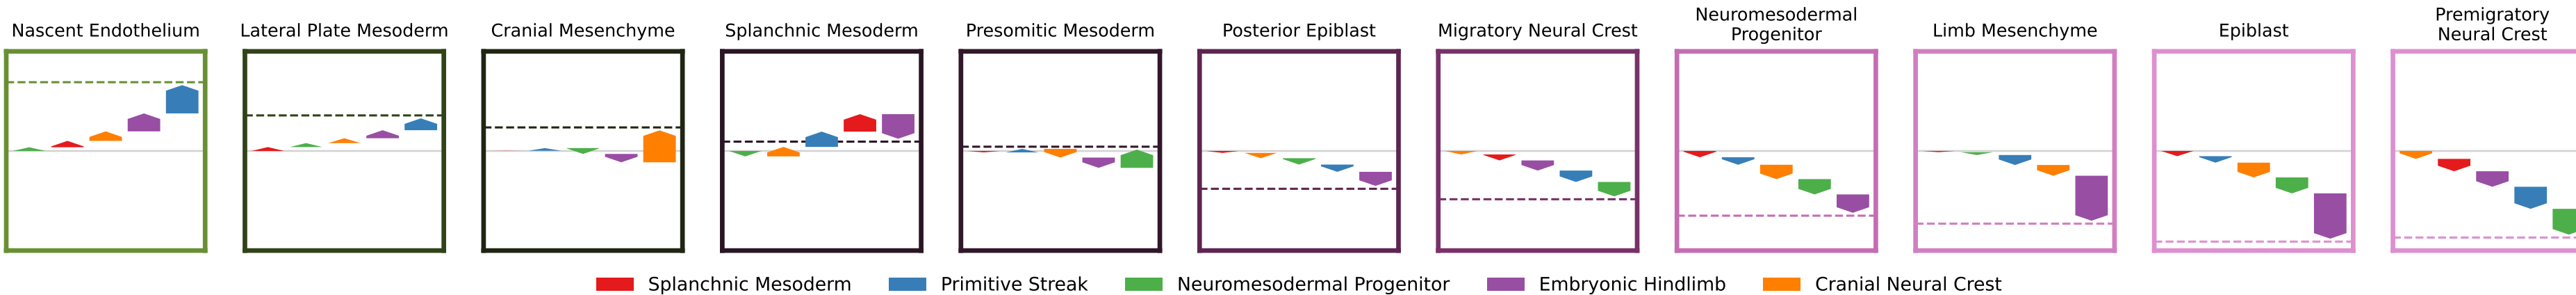 Nascent Endothelium
Lateral Plate Mesoderm
Cranial Mesenchyme
Splanchnic Mesoderm
Presomitic Mesoderm
Posterior Epiblast
Migratory Neural Crest
Neuromesodermal
Progenitor
Limb Mesenchyme
Epiblast
Premigratory
Neural Crest
Splanchnic Mesoderm
Primitive Streak
Neuromesodermal Progenitor
Embryonic Hindlimb
Cranial Neural Crest